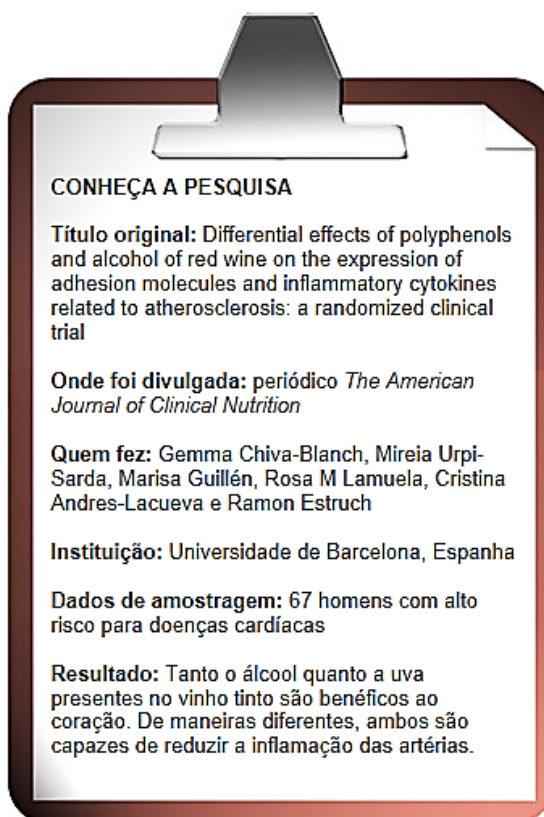 CONHEÇA A PESQUISA
Título original: Differential effects of polyphenols
and alcohol of red wine on the expression of
adhesion molecules and inflammatory cytokines
related to atherosclerosis: a randomized clinical
trial
Onde foi divulgada: periódico The American
Journal of Clinical Nutrition
Quem fez: Gemma Chiva-Blanch, Mireia Urpi-
Sarda, Marisa Guillén, Rosa M Lamuela, Cristina
Andres-Lacueva e Ramon Estruch
Instituição: Universidade de Barcelona, Espanha
Dados de amostragem: 67 homens com alto
risco para doenças cardíacas
Resultado: Tanto o álcool quanto a uva
presentes no vinho tinto são benéficos ao
coração. De maneiras diferentes, ambos são
capazes de reduzir a inflamação das artérias.